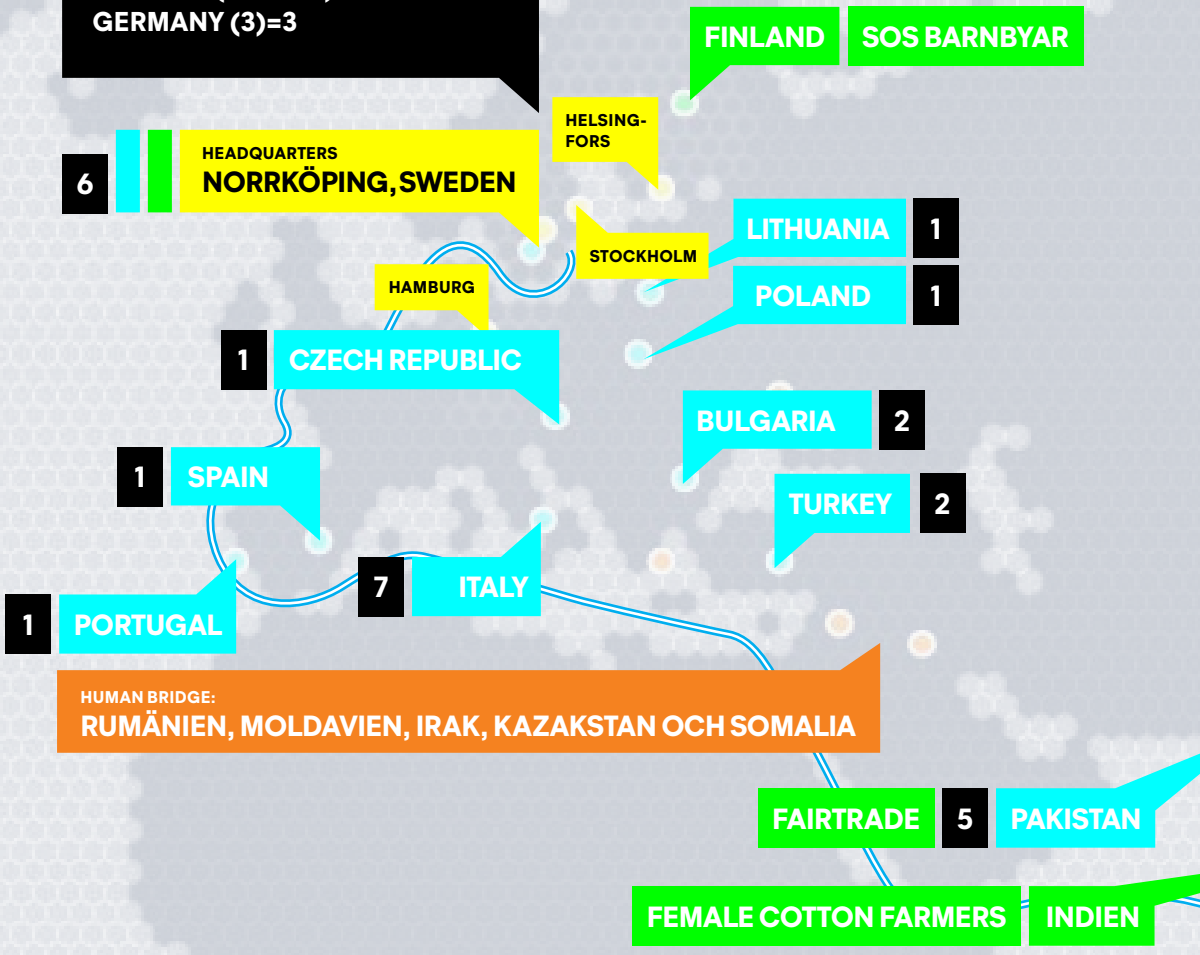 GERMANY (3)=3
FINLAND
SOS BARNBYAR
HELSING-
FORS
6
HEADQUARTERS
NORRKÖPING, SWEDEN
LITHUANIA 1
STOCKHOLM
HAMBURG
POLAND 1
1 CZECH REPUBLIC
BULGARIA 2
1 SPAIN
TURKEY 2
7 ITALY
1 PORTUGAL
HUMAN BRIDGE:
RUMÄNIEN, MOLDAVIEN, IRAK, KAZAKSTAN OCH SOMALIA
FAIRTRADE 5 PAKISTAN
FEMALE COTTON FARMERS INDIEN